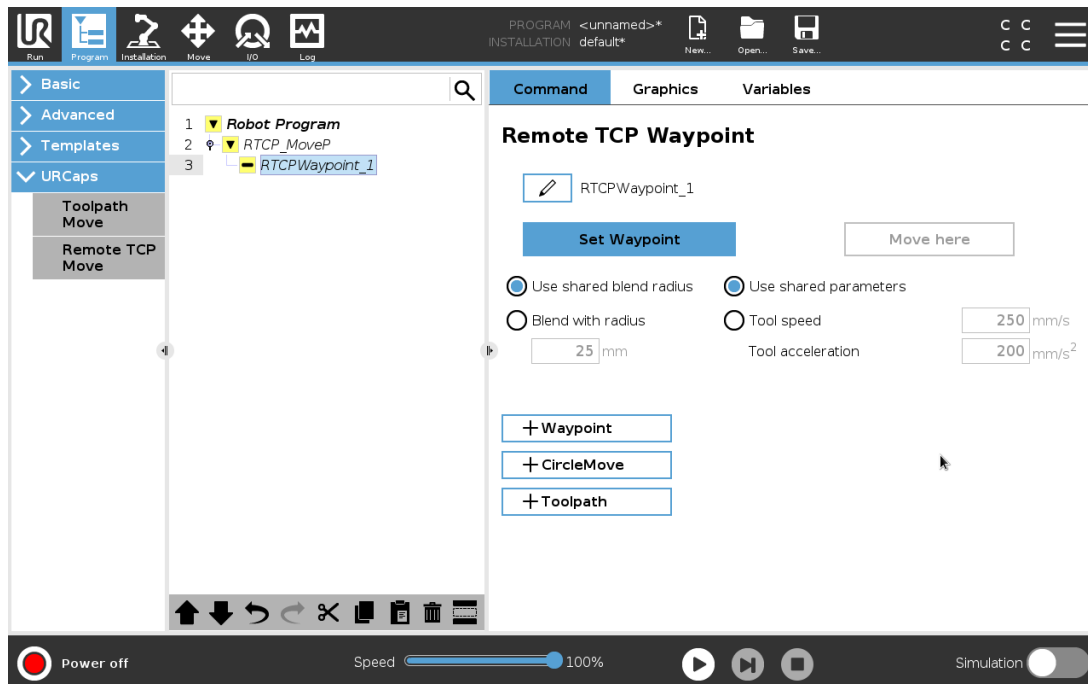 PROGRAM <unnamed>*
INSTALLATION default*
C C
C C
UR
Run Program Installation Move I/O Log New... Open... Save...
Basic
Advanced
Templates
URCaps
Toolpath Move
Remote TCP Move
1 Robot Program
2 RTCP_MoveP
3 RTCPWaypoint_1
Command Graphics Variables
Remote TCP Waypoint
RTCPWaypoint_1
Set Waypoint Move here
Use shared blend radius Use shared parameters
Blend with radius Tool speed 250 mm/s
25 mm Tool acceleration 200 mm/s²
+Waypoint
+CircleMove
+Toolpath
Power off Speed 100% Simulation